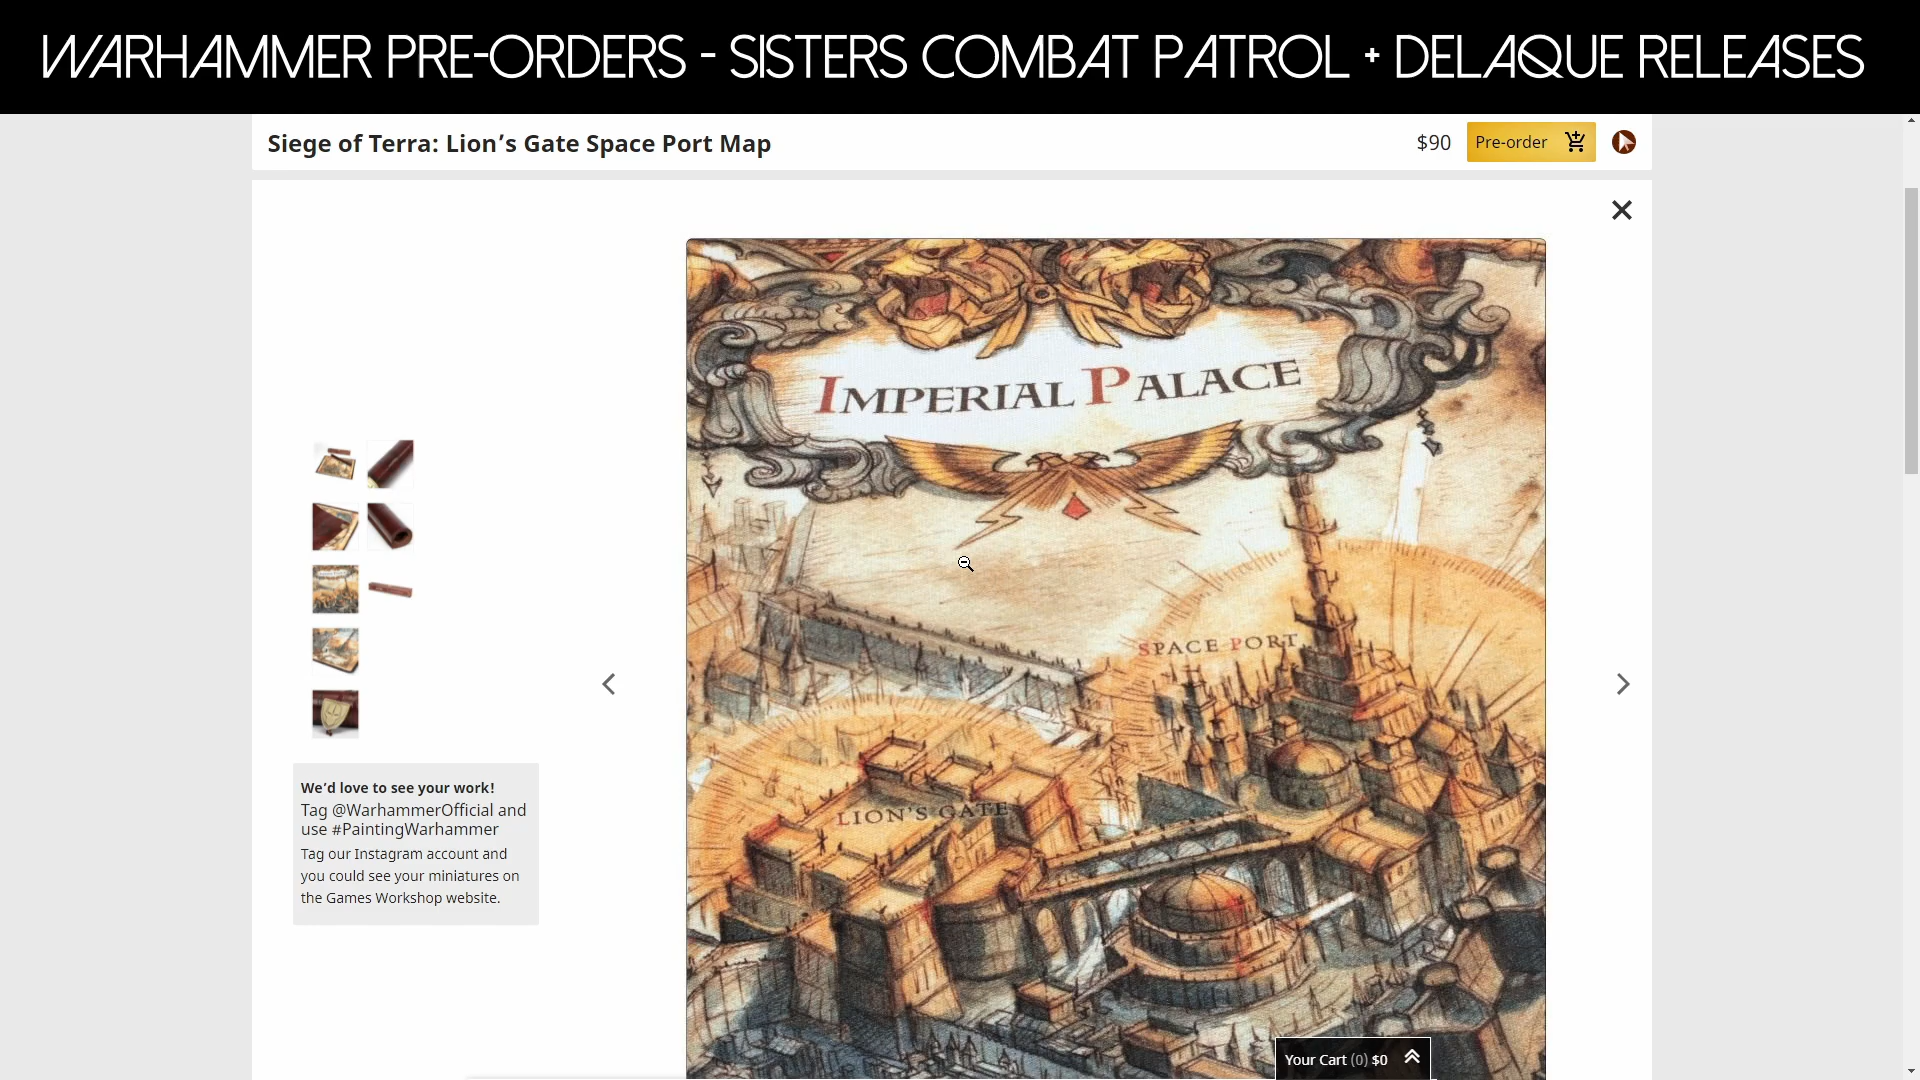 WARHAMMER PRE-ORDERS - SISTERS COMBAT PATROL + DELAQUE RELEASES
Siege of Terra: Lion’s Gate Space Port Map
$90
Pre-order
IMPERIAL PALACE
SPACE PORT
LION'S GATE
We’d love to see your work!
Tag @WarhammerOfficial and
use #PaintingWarhammer
Tag our Instagram account and
you could see your miniatures on
the Games Workshop website.
Your Cart (0) $0